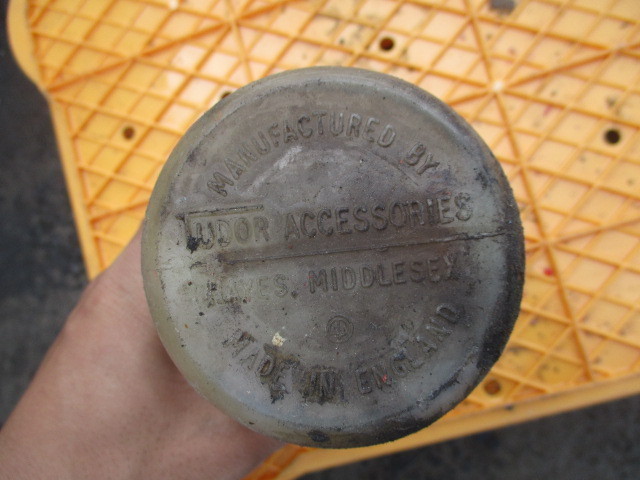 MANUFACTURED BY
TUDOR ACCESSORIES
HAYES, MIDDLESEX
MADE IN ENGLAND